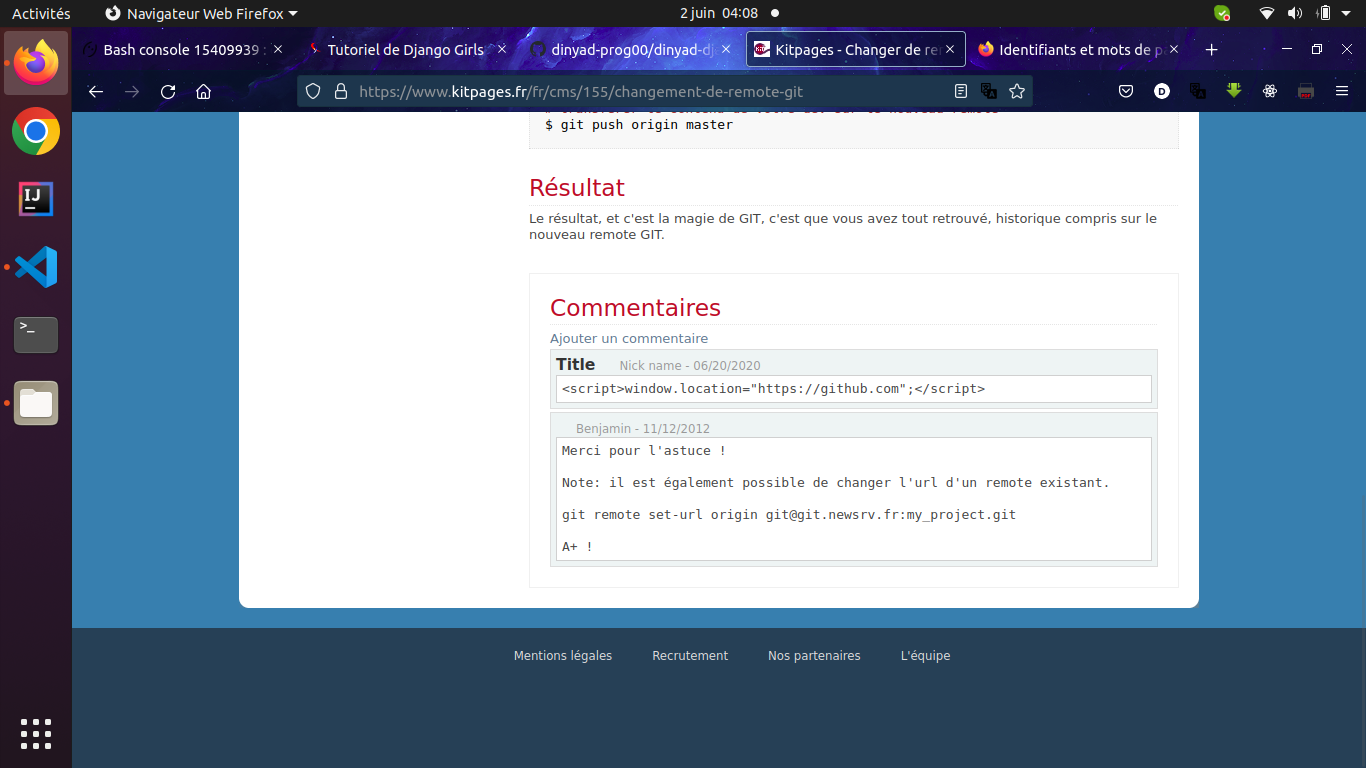 Activités
Navigateur Web Firefox
2 juin 04:08
Bash console 15409939
Tutoriel de Django Girls
dinyad-prog00/dinyad-dj
Kitpages - Changer de re
Identifiants et mots de pa
https://www.kitpages.fr/fr/cms/155/changement-de-remote-git
$ git push origin master
Résultat
Le résultat, et c'est la magie de GIT, c'est que vous avez tout retrouvé, historique compris sur le
nouveau remote GIT.
Commentaires
Ajouter un commentaire
Title Nick name - 06/20/2020
<script>window.location="https://github.com";</script>
Benjamin - 11/12/2012
Merci pour l'astuce !
Note: il est également possible de changer l'url d'un remote existant.
git remote set-url origin git@git.newsrv.fr:my_project.git
A+ !
Mentions légales Recrutement Nos partenaires L'équipe